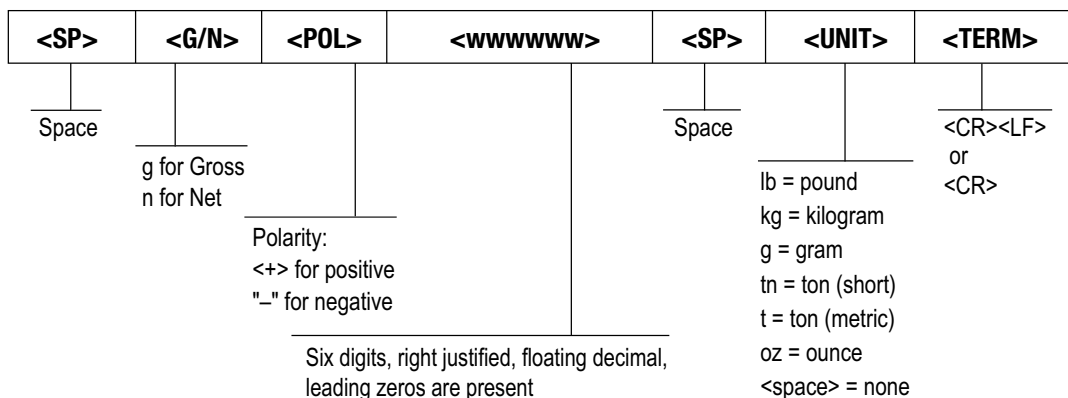 <SP> <G/N> <POL> <wwwwww> <SP> <UNIT> <TERM>
Space
g for Gross
n for Net
Polarity:
<+> for positive
"–" for negative
Six digits, right justified, floating decimal,
leading zeros are present
Space
lb = pound
kg = kilogram
g = gram
tn = ton (short)
t = ton (metric)
oz = ounce
<space> = none
<CR><LF>
or
<CR>